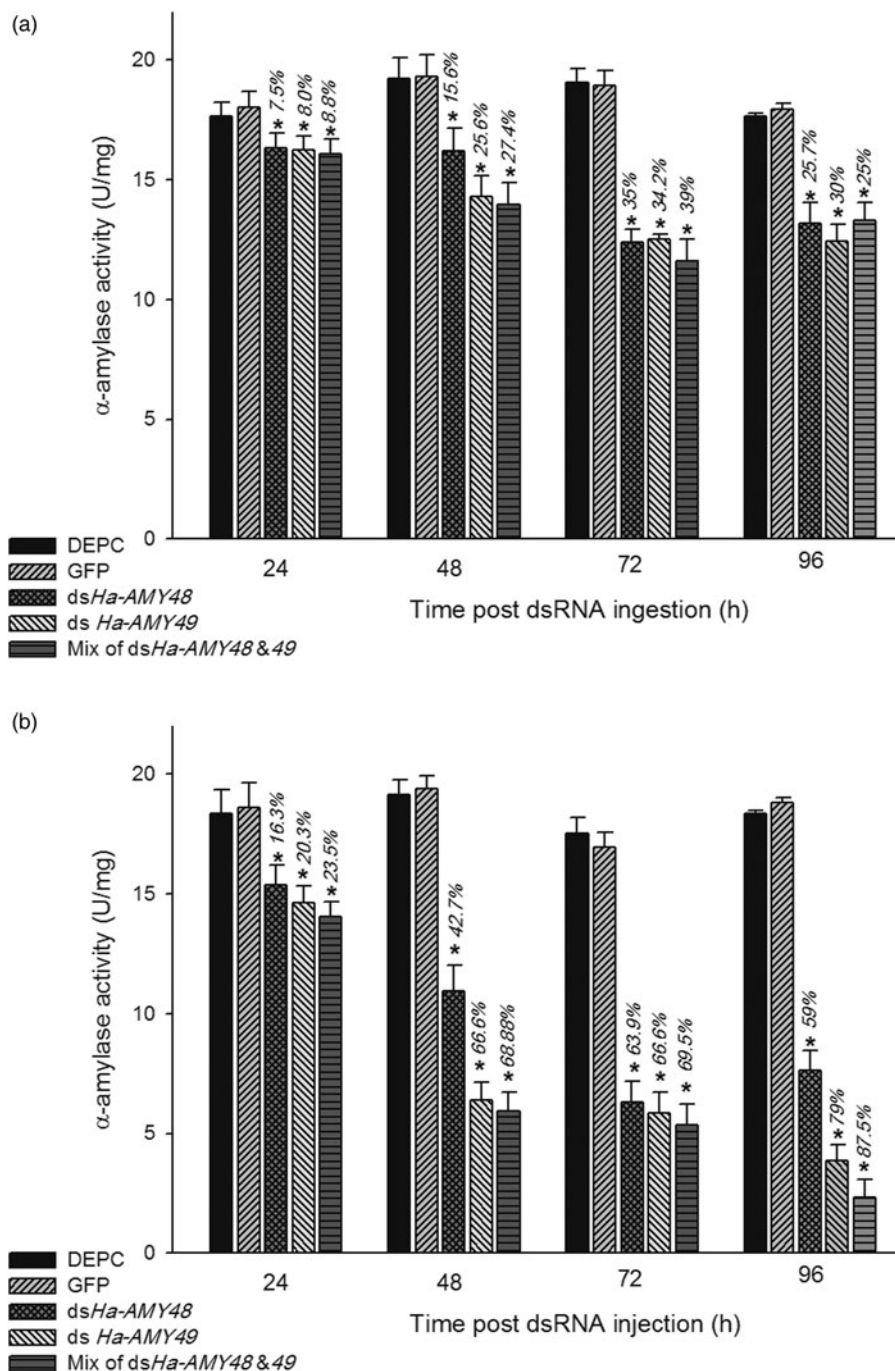 (a)
α-amylase activity (U/mg)
20
15
10
5
0
* 7.5%
* 8.0%
* 8.8%
* 15.6%
* 25.6%
* 27.4%
* 35%
* 34.2%
* 39%
* 25.7%
* 30%
* 25%
24
48
72
96
Time post dsRNA ingestion (h)
DEPC
GFP
dsHa-AMY48
ds Ha-AMY49
Mix of dsHa-AMY48 &49
(b)
α-amylase activity (U/mg)
20
15
10
5
0
* 16.3%
* 20.3%
* 23.5%
* 42.7%
* 66.6%
* 68.88%
* 63.9%
* 66.6%
* 69.5%
* 59%
* 79%
* 87.5%
24
48
72
96
Time post dsRNA injection (h)
DEPC
GFP
dsHa-AMY48
ds Ha-AMY49
Mix of dsHa-AMY48 &49